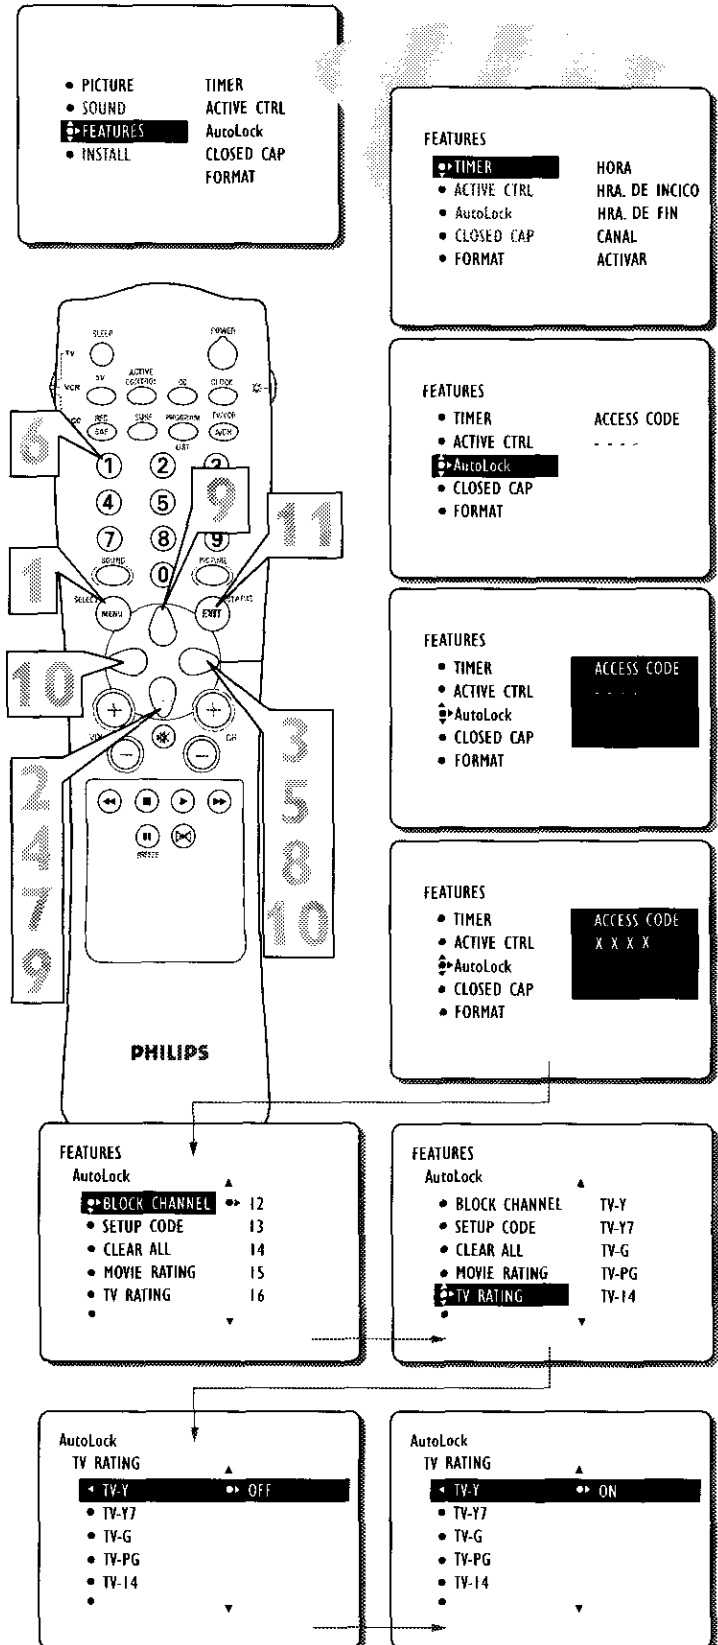 PICTURE TIMER
SOUND ACTIVE CTRL
FEATURES AutoLock
INSTALL CLOSED CAP
FORMAT
FEATURES
TIMER HORA
ACTIVE CTRL HRA. DE INCICO
AutoLock HRA. DE FIN
CLOSED CAP CANAL
FORMAT ACTIVAR
FEATURES
TIMER ACCESS CODE
ACTIVE CTRL - - - -
AutoLock
CLOSED CAP
FORMAT
FEATURES
TIMER ACCESS CODE
ACTIVE CTRL - - - -
AutoLock
CLOSED CAP
FORMAT
FEATURES
TIMER ACCESS CODE
ACTIVE CTRL X X X X
AutoLock
CLOSED CAP
FORMAT
SLEEP POWER
TV
VCR ACTIVE CONTROL CC CLOCK
PROGRAM TV/VCR
SAP A/CH
LIST
6 1 2 3
4 5 9 11
7 8 9
SOUND 0 PICTURE
1 MENU EXIT STATUS
10
+ +
- CH -
2 3
4 5
7 8
9 10
PHILIPS
FEATURES
AutoLock
BLOCK CHANNEL 12
SETUP CODE 13
CLEAR ALL 14
MOVIE RATING 15
TV RATING 16
FEATURES
AutoLock
BLOCK CHANNEL TV-Y
SETUP CODE TV-Y7
CLEAR ALL TV-G
MOVIE RATING TV-PG
TV RATING TV-14
AutoLock
TV RATING
TV-Y OFF
TV-Y7
TV-G
TV-PG
TV-14
AutoLock
TV RATING
TV-Y ON
TV-Y7
TV-G
TV-PG
TV-14